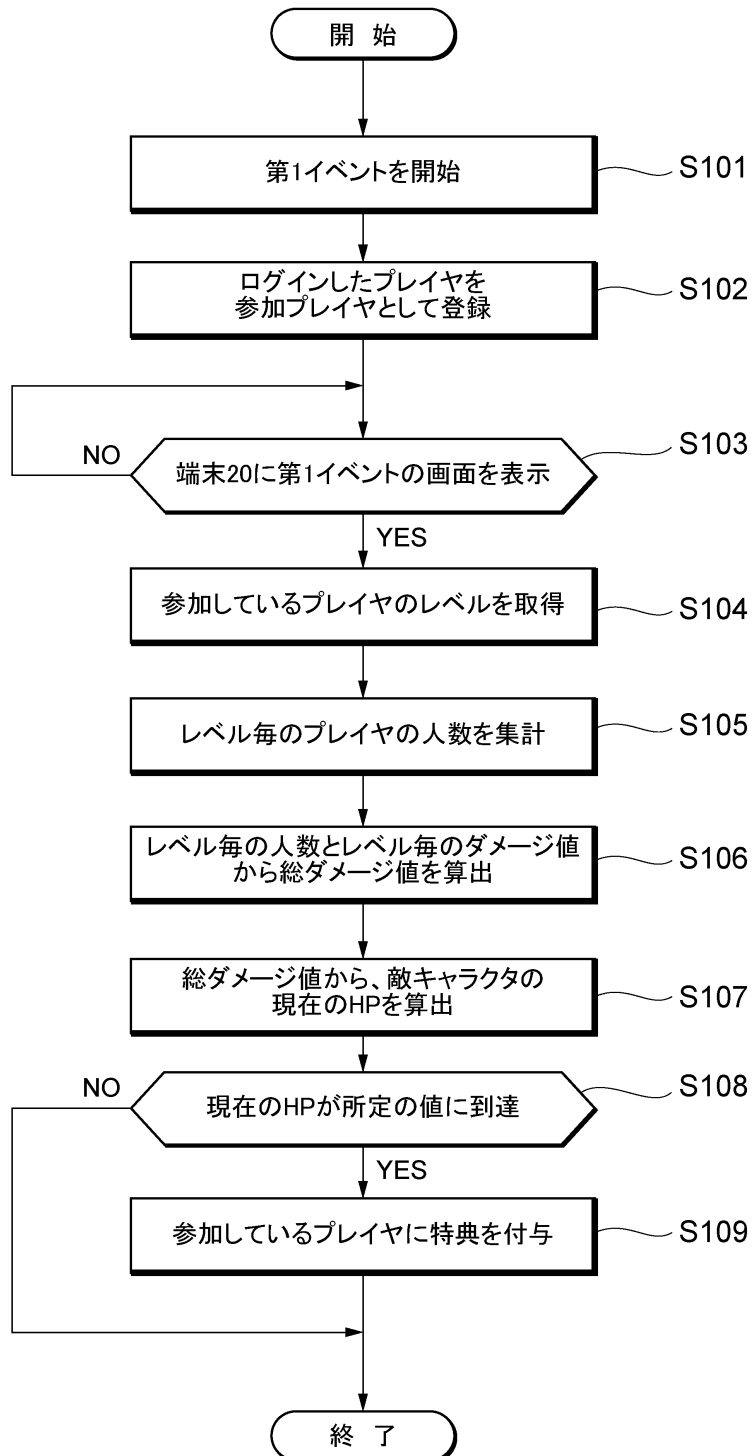 開 始
第1イベントを開始
S101
ログインしたプレイヤを
参加プレイヤとして登録
S102
端末20に第1イベントの画面を表示
S103
NO
YES
参加しているプレイヤのレベルを取得
S104
レベル毎のプレイヤの人数を集計
S105
レベル毎の人数とレベル毎のダメージ値
から総ダメージ値を算出
S106
総ダメージ値から、敵キャラクタの
現在のHPを算出
S107
現在のHPが所定の値に到達
S108
NO
YES
参加しているプレイヤに特典を付与
S109
終 了